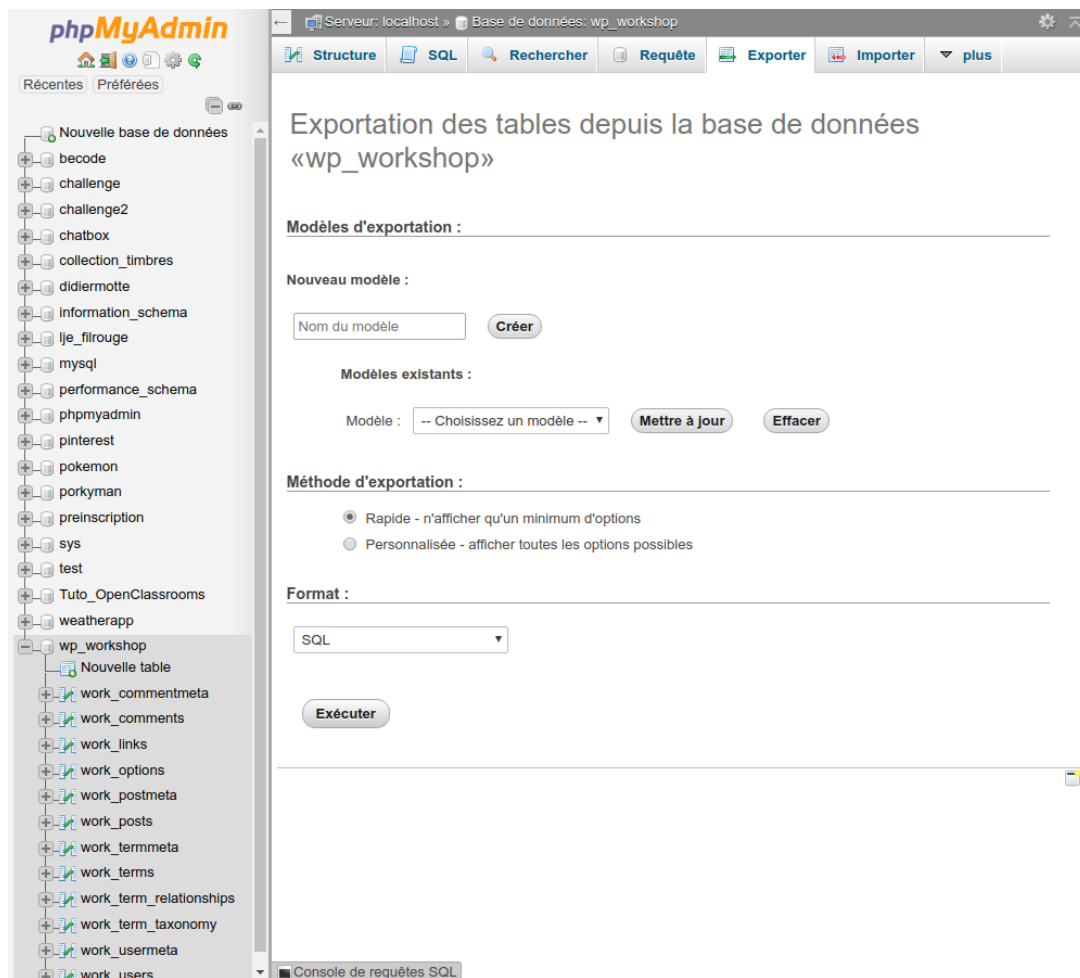 phpMyAdmin
Récentes Préférées
Nouvelle base de données
becode
challenge
challenge2
chatbox
collection_timbres
didiermotte
information_schema
lje_filrouge
mysql
performance_schema
phpmyadmin
pinterest
pokemon
porkyman
preinscription
sys
test
Tuto_OpenClassrooms
weatherapp
wp_workshop
Nouvelle table
work_commentmeta
work_comments
work_links
work_options
work_postmeta
work_posts
work_termmeta
work_terms
work_term_relationships
work_term_taxonomy
work_usermeta
work_users
Serveur: localhost » Base de données: wp_workshop
Structure SQL Rechercher Requête Exporter Importer plus
Exportation des tables depuis la base de données
«wp_workshop»
Modèles d'exportation :
Nouveau modèle :
Nom du modèle Créer
Modèles existants :
Modèle : -- Choisissez un modèle -- Mettre à jour Effacer
Méthode d'exportation :
Rapide - n'afficher qu'un minimum d'options
Personnalisée - afficher toutes les options possibles
Format :
SQL
Exécuter
Console de requêtes SQL